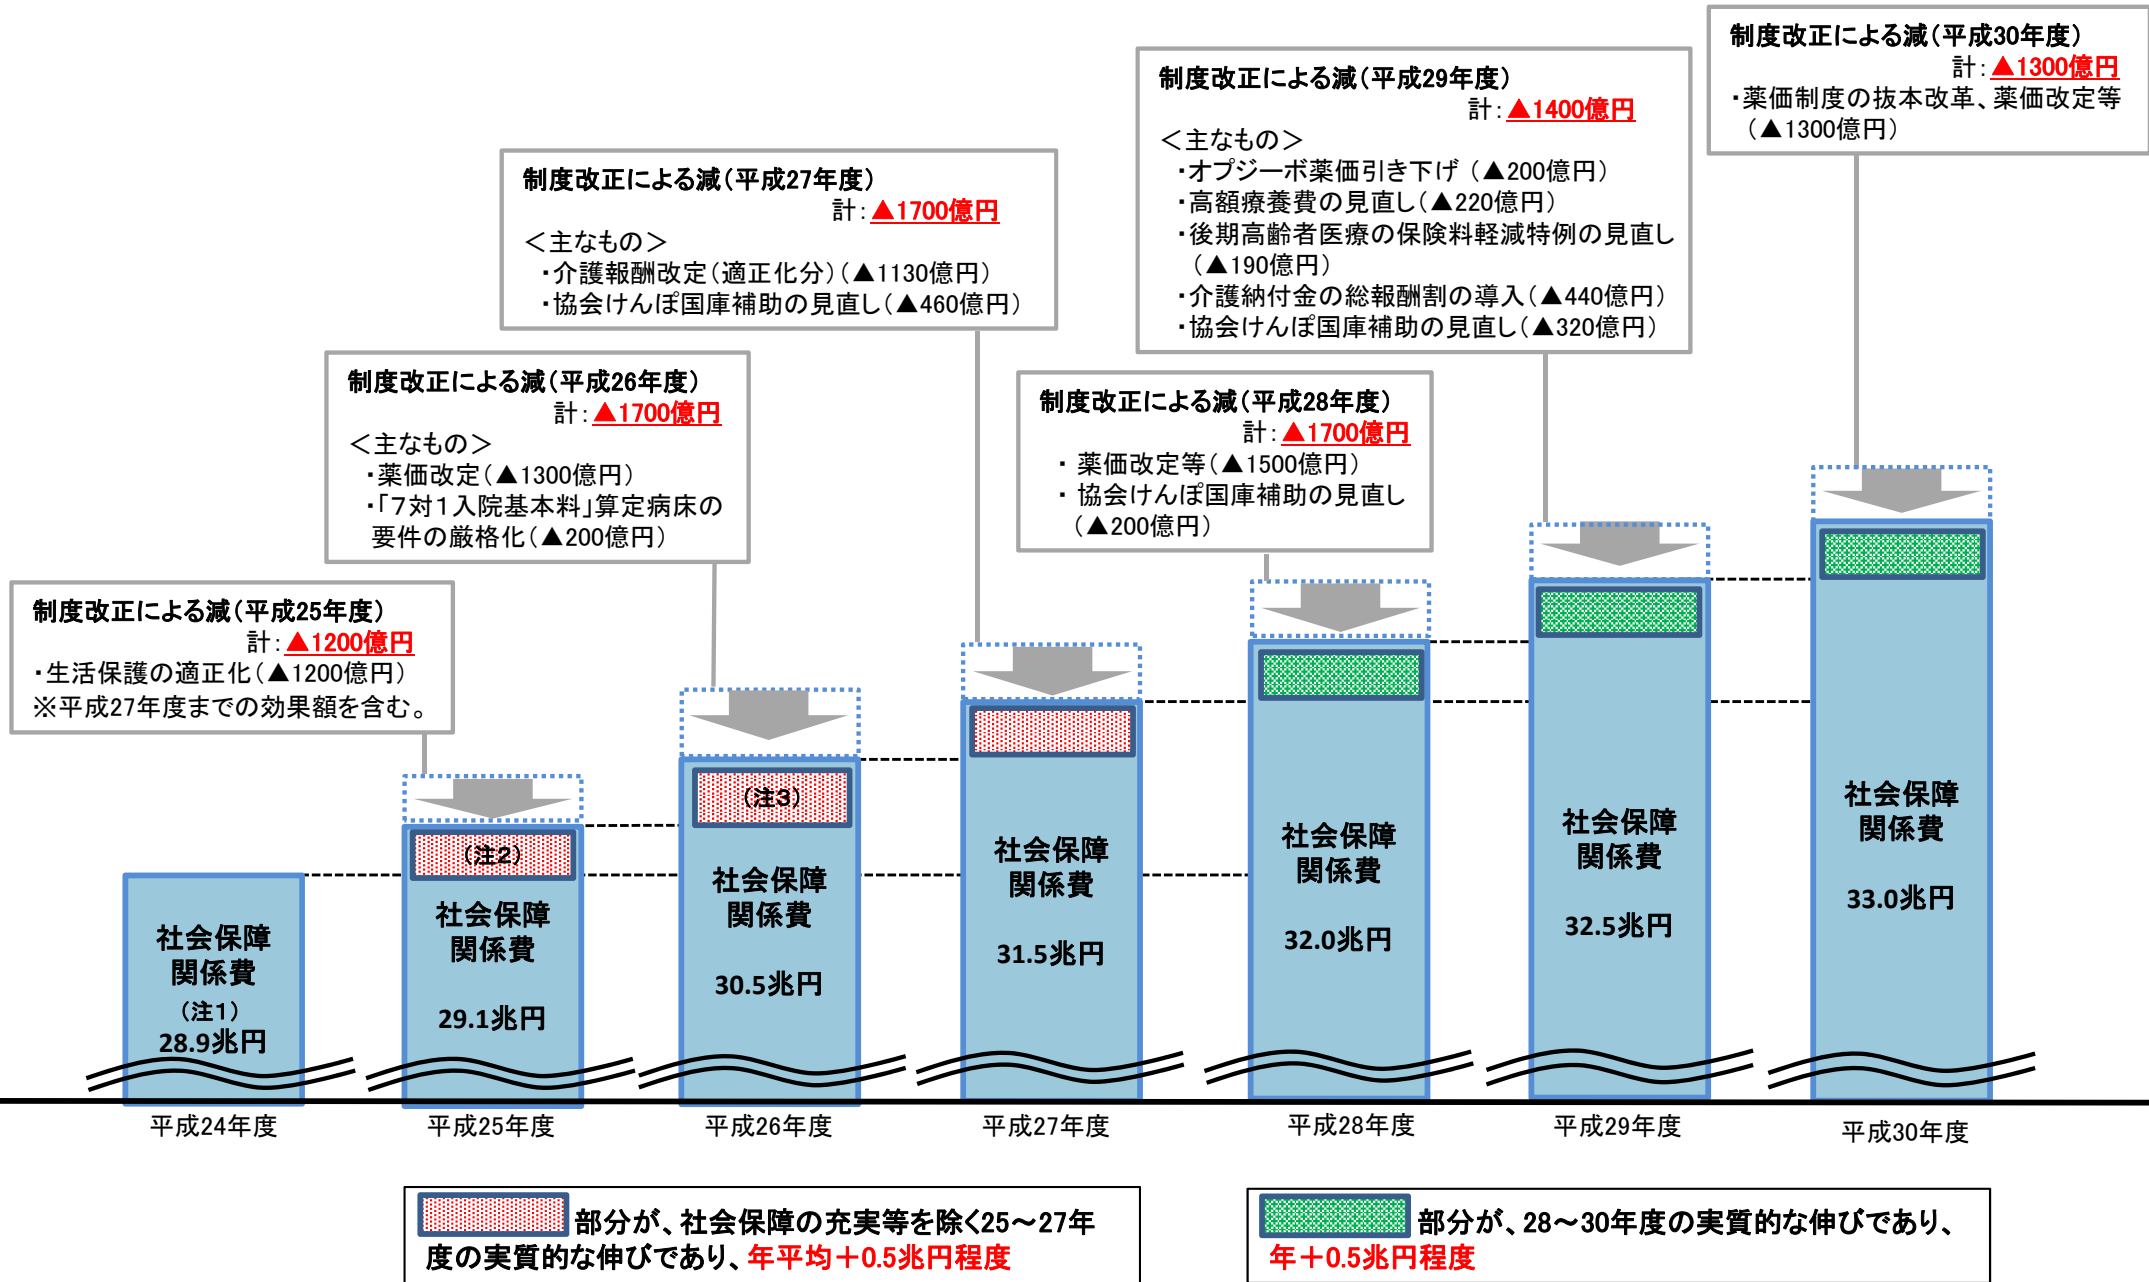 制度改正による減（平成30年度）
計：▲1300億円
・薬価制度の抜本改革、薬価改定等
（▲1300億円）
制度改正による減（平成29年度）
計：▲1400億円
＜主なもの＞
・オプジーボ薬価引き下げ （▲200億円）
・高額療養費の見直し（▲220億円）
・後期高齢者医療の保険料軽減特例の見直し
（▲190億円）
・介護納付金の総報酬割の導入（▲440億円）
・協会けんぽ国庫補助の見直し（▲320億円）
制度改正による減（平成27年度）
計：▲1700億円
＜主なもの＞
・介護報酬改定（適正化分）（▲1130億円）
・協会けんぽ国庫補助の見直し（▲460億円）
制度改正による減（平成26年度）
計：▲1700億円
＜主なもの＞
・薬価改定（▲1300億円）
・「７対１入院基本料」算定病床の
要件の厳格化（▲200億円）
制度改正による減（平成28年度）
計：▲1700億円
・ 薬価改定等（▲1500億円）
・ 協会けんぽ国庫補助の見直し
（▲200億円）
制度改正による減（平成25年度）
計：▲1200億円
・生活保護の適正化（▲1200億円）
※平成27年度までの効果額を含む。
社会保障
関係費
（注１）
28.9兆円
（注２）
社会保障
関係費
29.1兆円
（注３）
社会保障
関係費
30.5兆円
社会保障
関係費
31.5兆円
社会保障
関係費
32.0兆円
社会保障
関係費
32.5兆円
社会保障
関係費
33.0兆円
平成24年度
平成25年度
平成26年度
平成27年度
平成28年度
平成29年度
平成30年度
部分が、社会保障の充実等を除く25～27年
度の実質的な伸びであり、年平均＋0.5兆円程度
部分が、28～30年度の実質的な伸びであり、
年＋0.5兆円程度